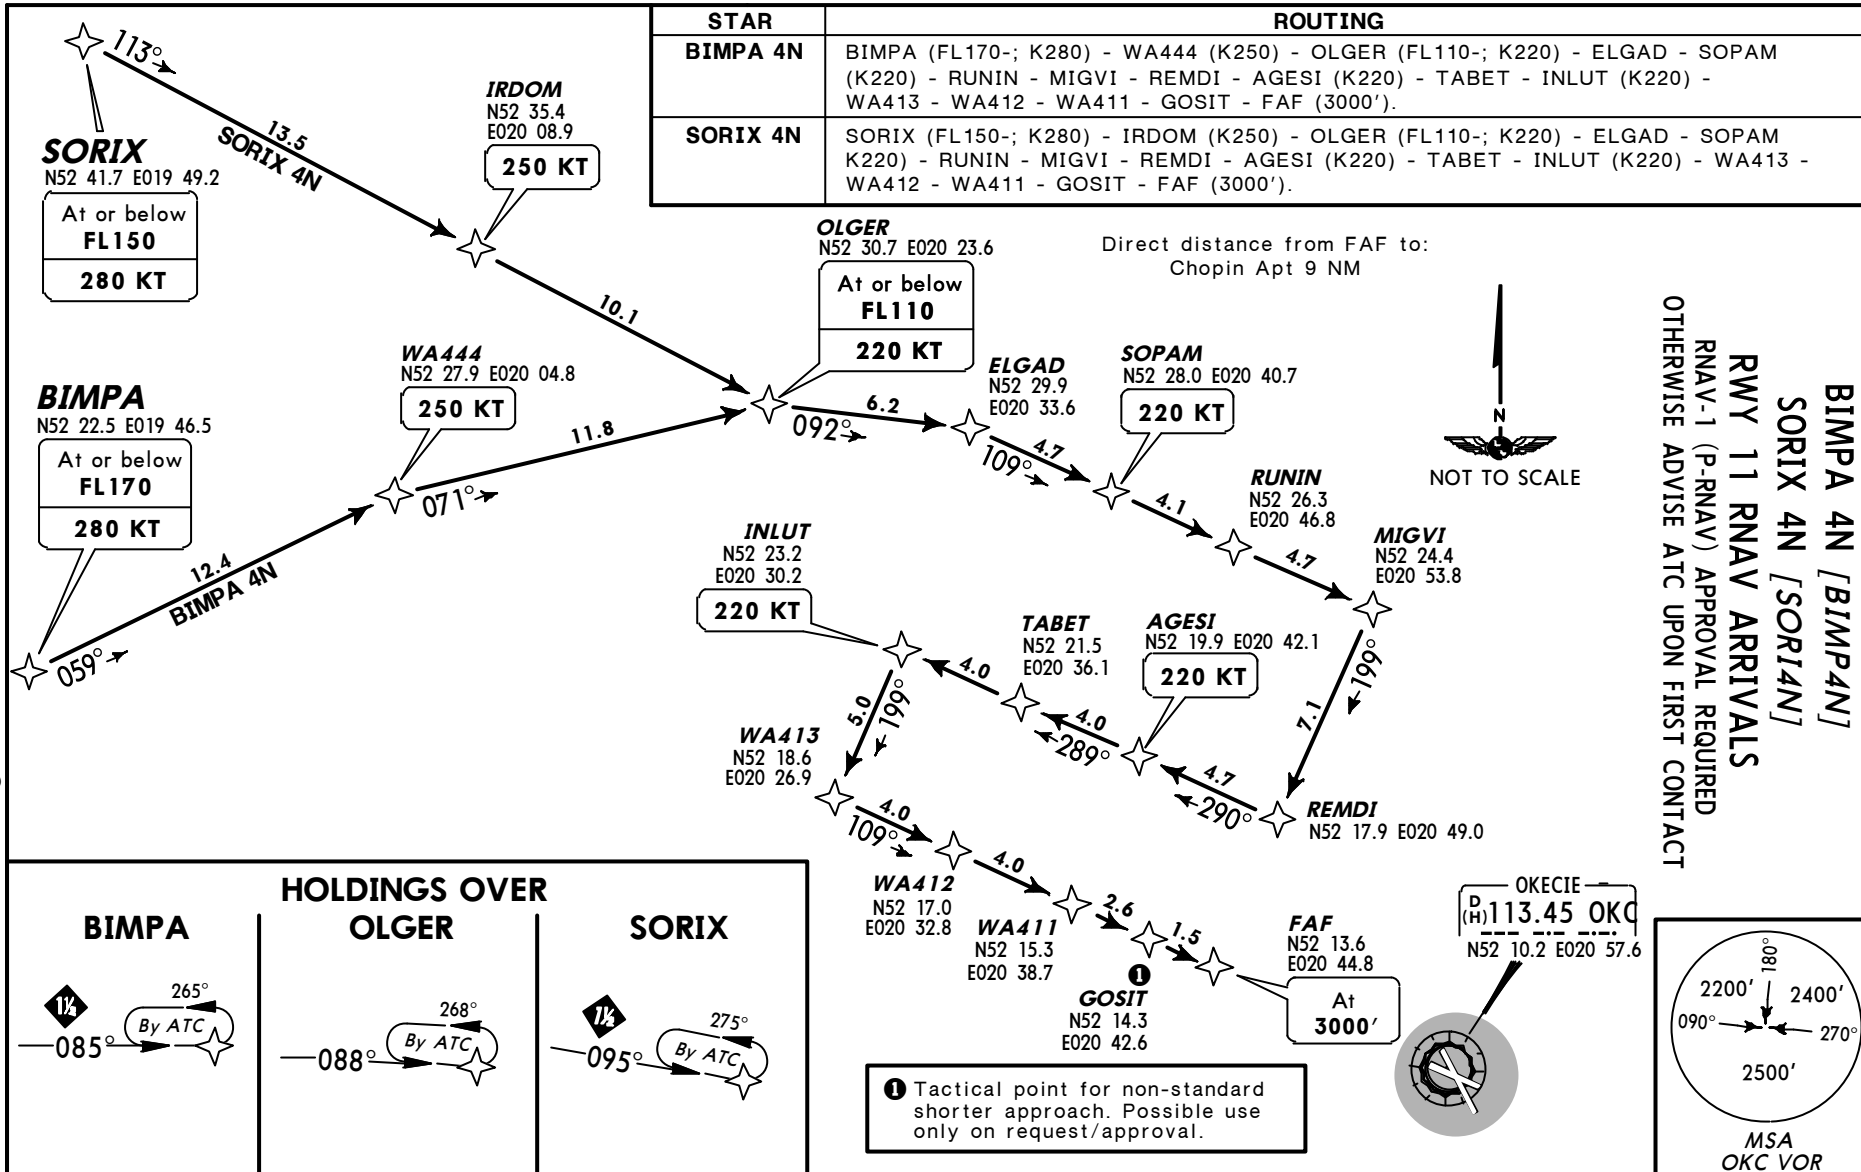 STAR ROUTING
BIMPA 4N BIMPA (FL170-; K280) - WA444 (K250) - OLGER (FL110-; K220) - ELGAD - SOPAM
(K220) - RUNIN - MIGVI - REMDI - AGESI (K220) - TABET - INLUT (K220) -
WA413 - WA412 - WA411 - GOSIT - FAF (3000').
SORIX 4N SORIX (FL150-; K280) - IRDOM (K250) - OLGER (FL110-; K220) - ELGAD - SOPAM
K220) - RUNIN - MIGVI - REMDI - AGESI (K220) - TABET - INLUT (K220) - WA413 -
WA412 - WA411 - GOSIT - FAF (3000').
113°
13.5
SORIX 4N
SORIX
N52 41.7 E019 49.2
At or below
FL150
280 KT
IRDOM
N52 35.4
E020 08.9
250 KT
10.1
OLGER
N52 30.7 E020 23.6
At or below
FL110
220 KT
Direct distance from FAF to:
Chopin Apt 9 NM
WA444
N52 27.9 E020 04.8
250 KT
11.8
071°
BIMPA
N52 22.5 E019 46.5
At or below
FL170
280 KT
12.4
BIMPA 4N
059°
6.2
092°
ELGAD
N52 29.9
E020 33.6
4.7
109°
SOPAM
N52 28.0 E020 40.7
220 KT
4.1
RUNIN
N52 26.3
E020 46.8
4.7
MIGVI
N52 24.4
E020 53.8
N
NOT TO SCALE
199°
7.1
REMDI
N52 17.9 E020 49.0
4.7
290°
AGESI
N52 19.9 E020 42.1
220 KT
4.0
289°
TABET
N52 21.5
E020 36.1
4.0
INLUT
N52 23.2
E020 30.2
220 KT
5.0
199°
WA413
N52 18.6
E020 26.9
4.0
109°
WA412
N52 17.0
E020 32.8
4.0
WA411
N52 15.3
E020 38.7
2.6
1
GOSIT
N52 14.3
E020 42.6
1.5
FAF
N52 13.6
E020 44.8
At
3000'
OKECIE
D
(H) 113.45 OKC
N52 10.2 E020 57.6
1 Tactical point for non-standard
shorter approach. Possible use
only on request/approval.
HOLDINGS OVER
BIMPA
1½
265°
By ATC
085°
OLGER
268°
By ATC
088°
SORIX
1½
275°
By ATC
095°
180°
2200'
2400'
090°
270°
2500'
MSA
OKC VOR
BIMPA 4N [BIMP4N]
SORIX 4N [SORI4N]
RWY 11 RNAV ARRIVALS
RNAV-1 (P-RNAV) APPROVAL REQUIRED
OTHERWISE ADVISE ATC UPON FIRST CONTACT